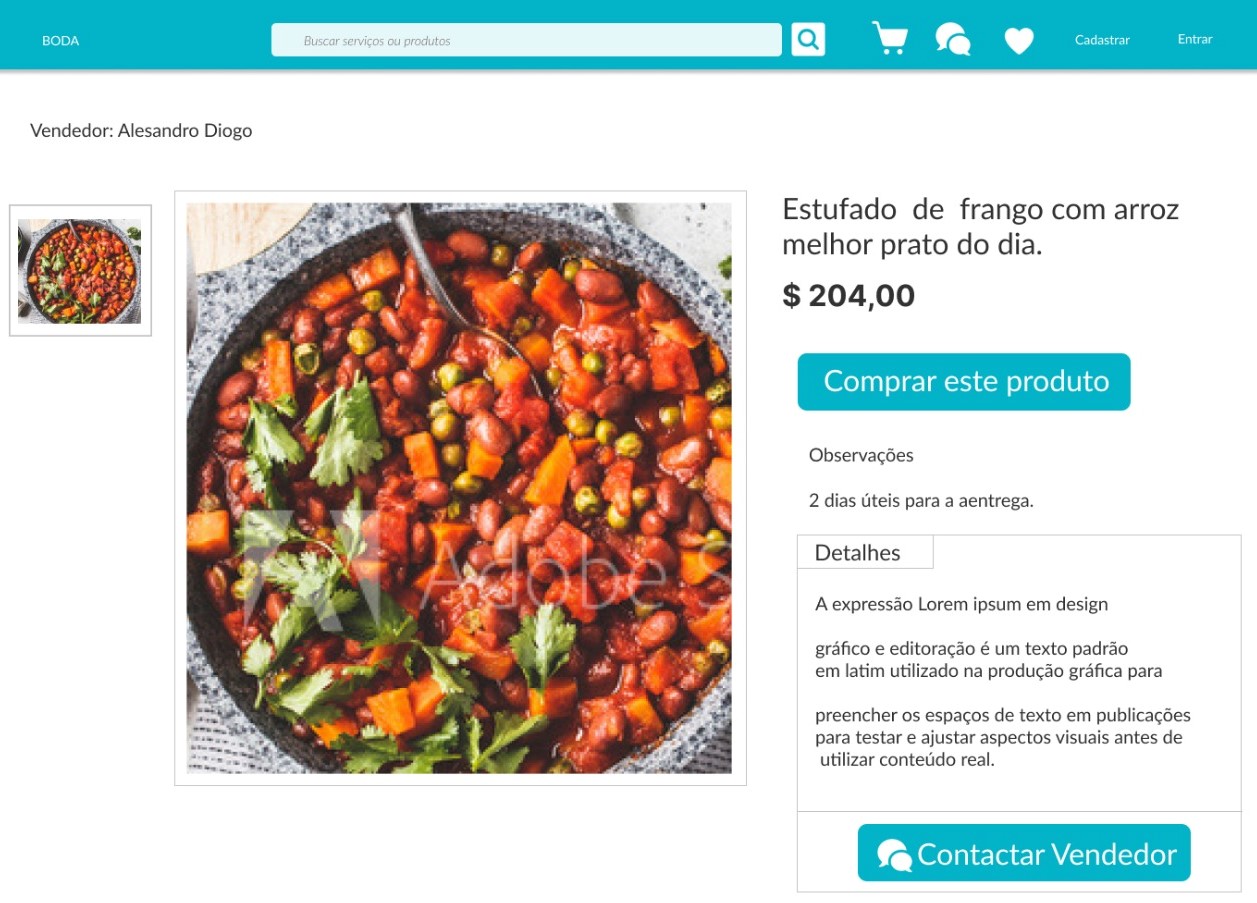 BODA
Buscar serviços ou produtos
Cadastrar
Entrar
Vendedor: Alesandro Diogo
Estufado de frango com arroz
melhor prato do dia.
$ 204,00
Comprar este produto
Observações
2 dias úteis para a aentrega.
Adobe S
Detalhes
A expressão Lorem ipsum em design
gráfico e editoração é um texto padrão
em latim utilizado na produção gráfica para
preencher os espaços de texto em publicações
para testar e ajustar aspectos visuais antes de
utilizar conteúdo real.
Contactar Vendedor